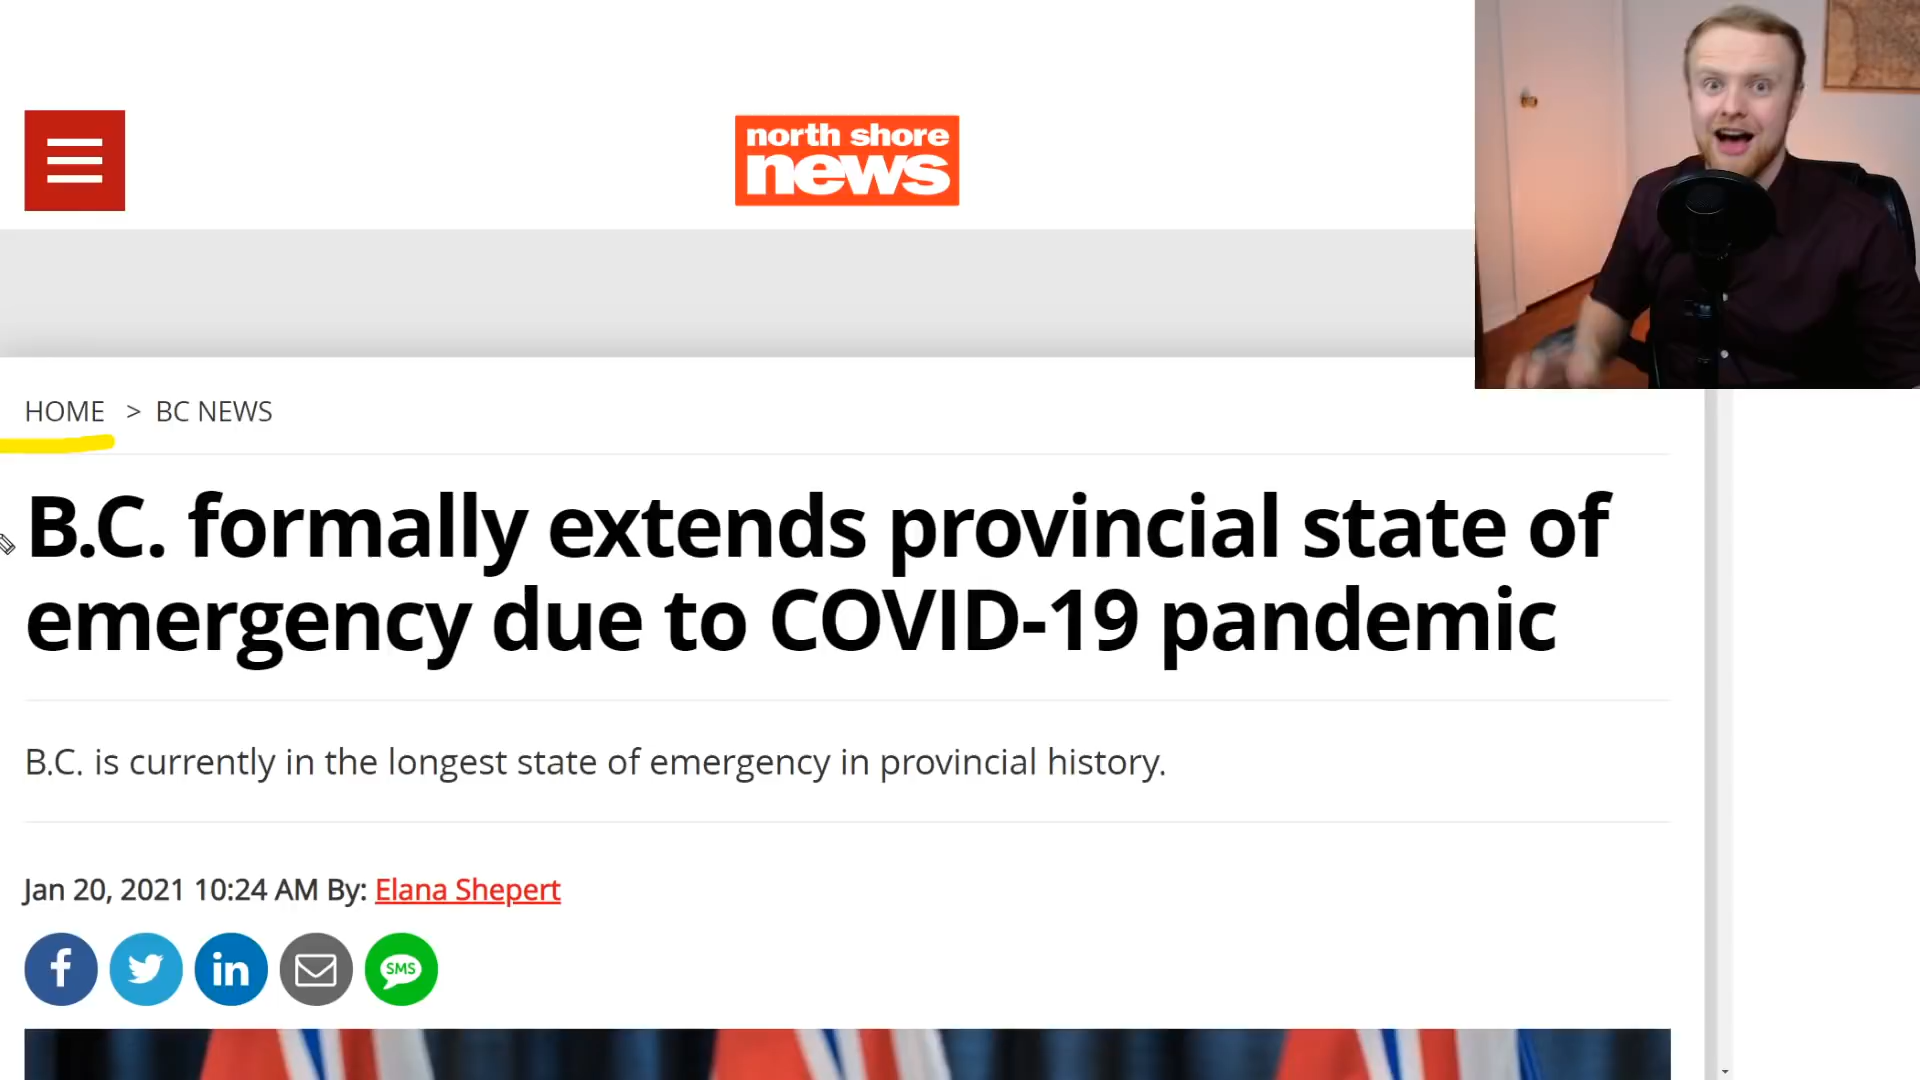 north shore
news
HOME > BC NEWS
B.C. formally extends provincial state of
emergency due to COVID-19 pandemic
B.C. is currently in the longest state of emergency in provincial history.
Jan 20, 2021 10:24 AM By: Elana Shepert
SMS